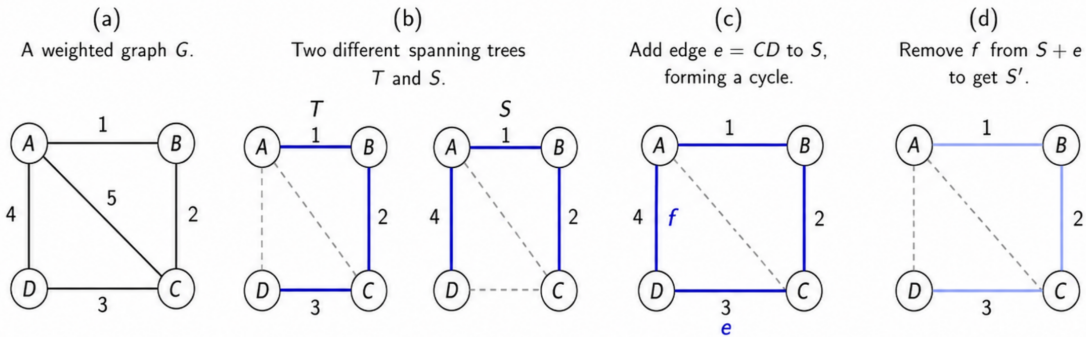 (a)
A weighted graph G.
1
A
B
5
4
2
D
C
3
(b)
Two different spanning trees
T and S.
T
1
A
B
2
D
C
3
S
1
A
B
4
2
D
C
(c)
Add edge e = CD to S,
forming a cycle.
1
A
B
4
f
2
D
C
3
e
(d)
Remove f from S + e
to get S′.
1
A
B
2
D
C
3